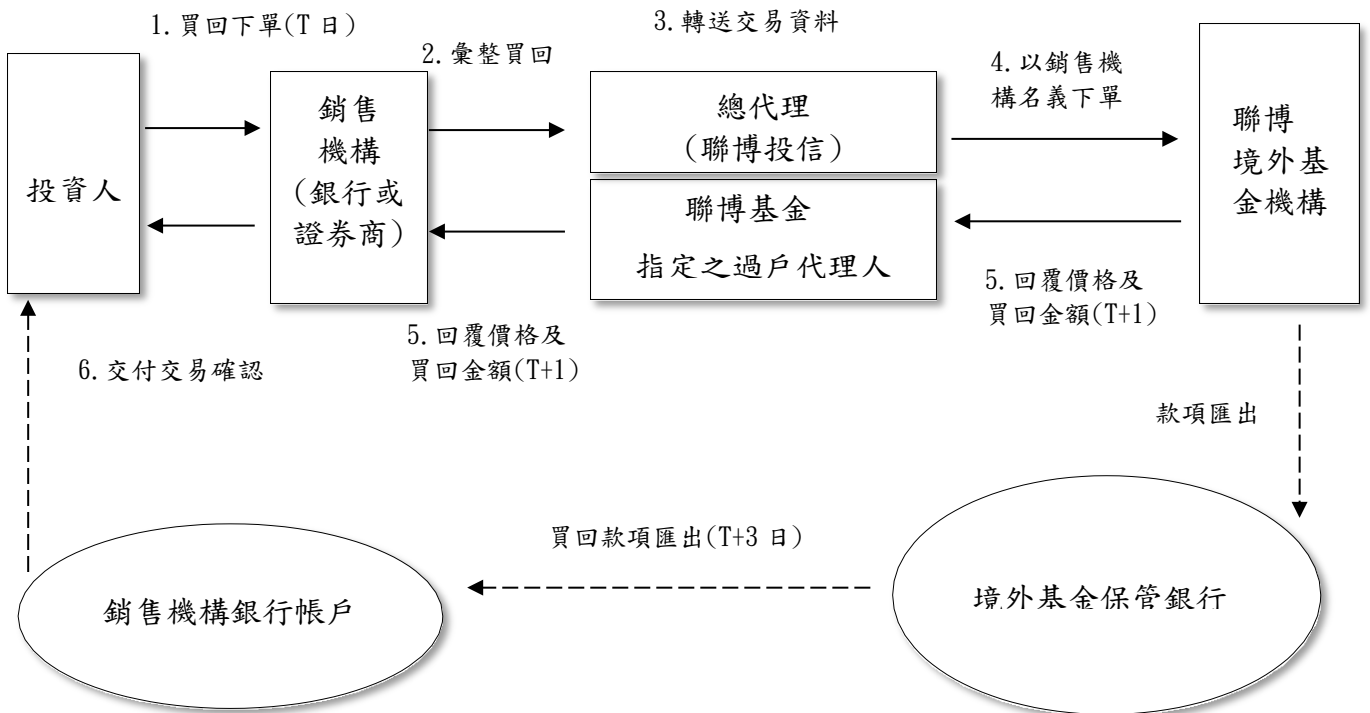 1.買回下單(T 日)
2.彙整買回
3.轉送交易資料
4.以銷售機
構名義下單
投資人
銷售
機構
(銀行或
證券商)
總代理
(聯博投信)
聯博基金
指定之過戶代理人
聯博
境外基
金機構
5.回覆價格及
買回金額(T+1)
5.回覆價格及
買回金額(T+1)
6.交付交易確認
款項匯出
買回款項匯出(T+3 日)
銷售機構銀行帳戶
境外基金保管銀行